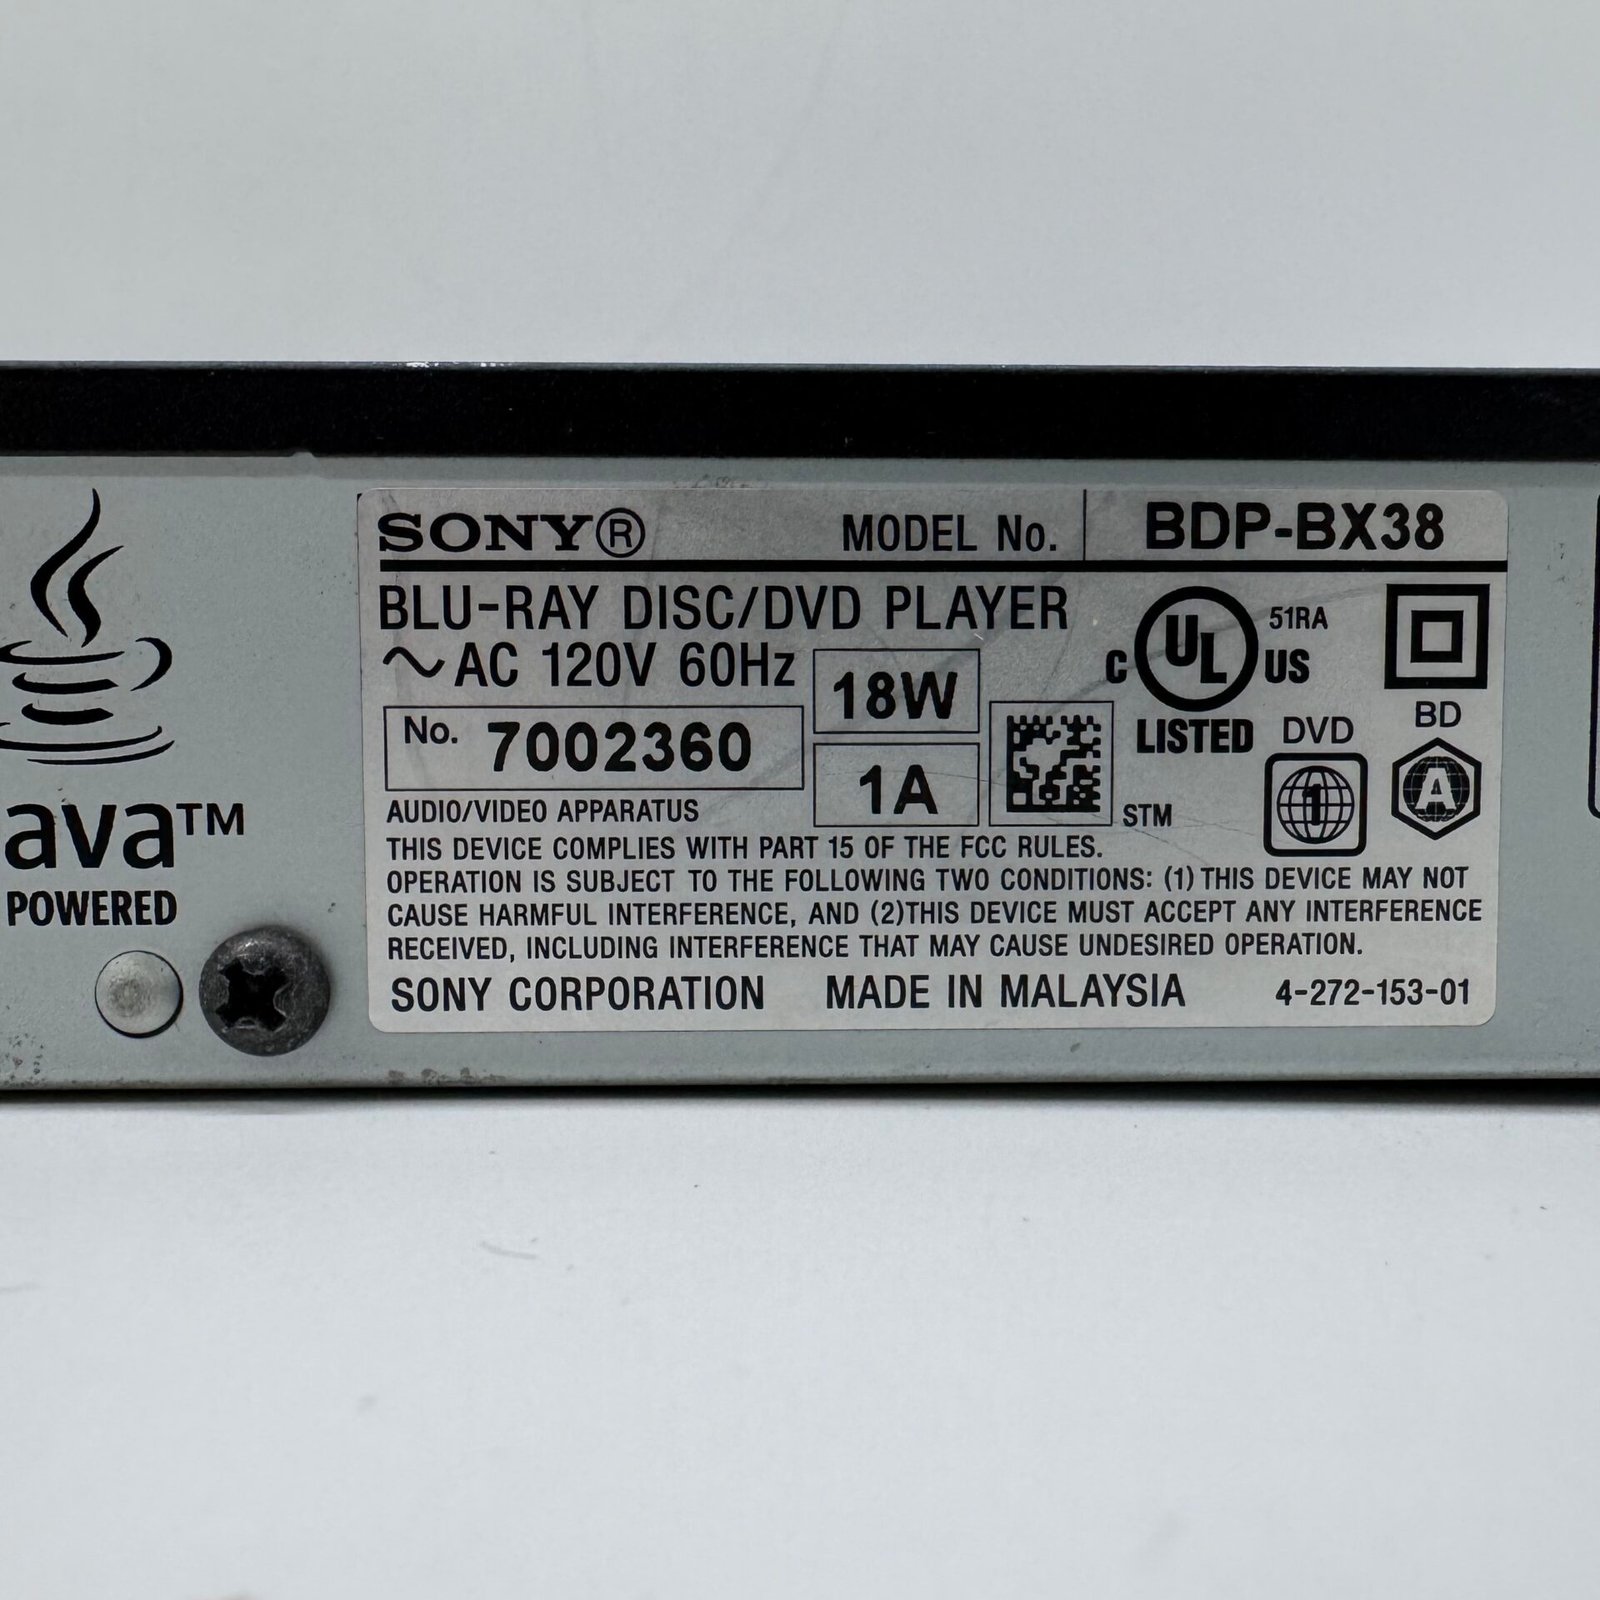 SONY® MODEL No. BDP-BX38
BLU-RAY DISC/DVD PLAYER
~ AC 120V 60Hz
18W
No. 7002360
1A
C UL US 51RA
LISTED
DVD
1
BD
A
STM
AUDIO/VIDEO APPARATUS
THIS DEVICE COMPLIES WITH PART 15 OF THE FCC RULES.
OPERATION IS SUBJECT TO THE FOLLOWING TWO CONDITIONS: (1) THIS DEVICE MAY NOT
CAUSE HARMFUL INTERFERENCE, AND (2)THIS DEVICE MUST ACCEPT ANY INTERFERENCE
RECEIVED, INCLUDING INTERFERENCE THAT MAY CAUSE UNDESIRED OPERATION.
SONY CORPORATION MADE IN MALAYSIA 4-272-153-01
ava™
POWERED